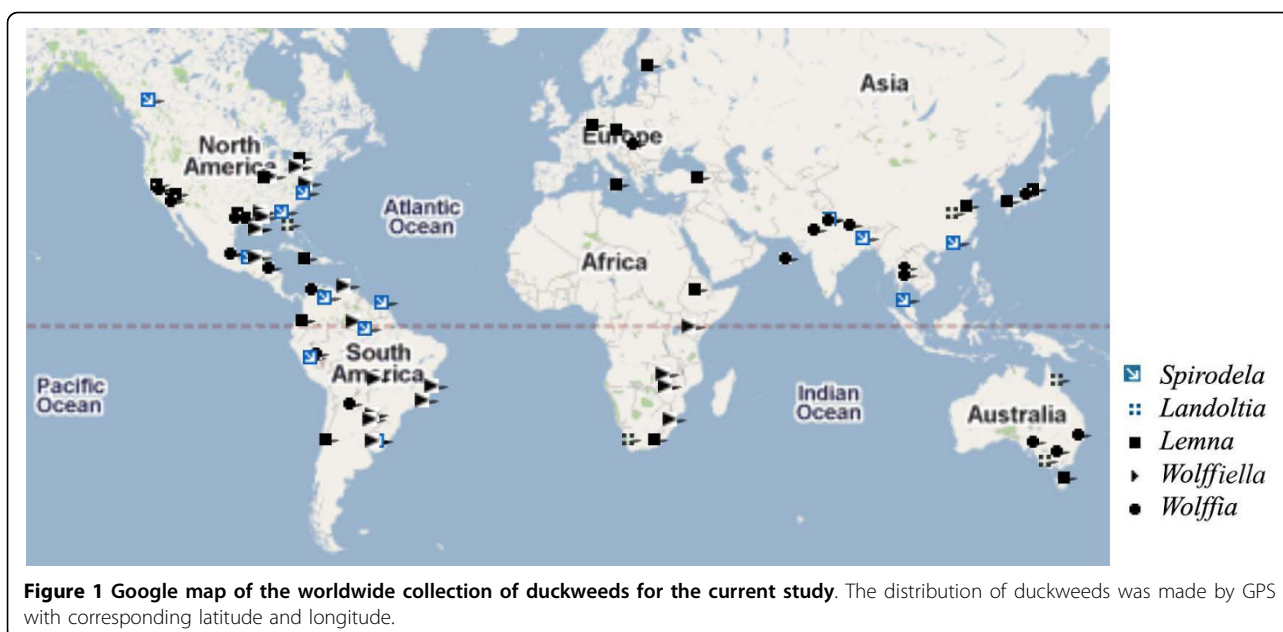 Asia
North
America
Europe
Atlantic
Ocean
Africa
South
America
Pacific
Ocean
Indian
Ocean
Australia
Spirodela
Landoltia
Lemna
Wolffiella
Wolffia
Figure 1 Google map of the worldwide collection of duckweeds for the current study. The distribution of duckweeds was made by GPS
with corresponding latitude and longitude.